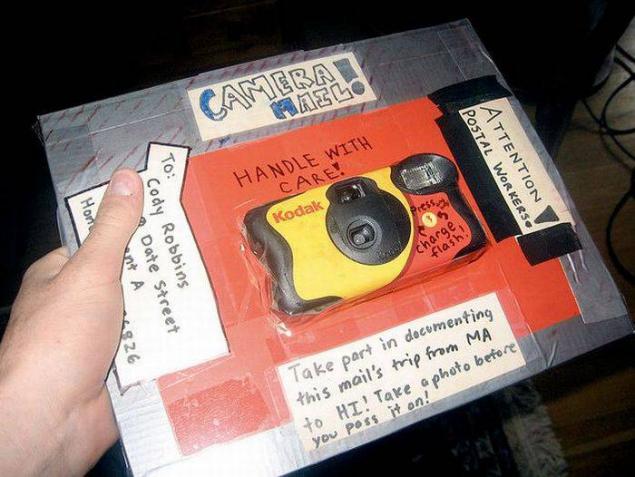 CAMERA
MAIL!
ATTENTION
POSTAL WORKERS!
HANDLE WITH
CARE!
Kodak
Press
Charge
flash!
To:
Cody Robbins
Date Street
A
Take part in documenting
this mail's trip from MA
to HI! Take a photo before
you pass it on!